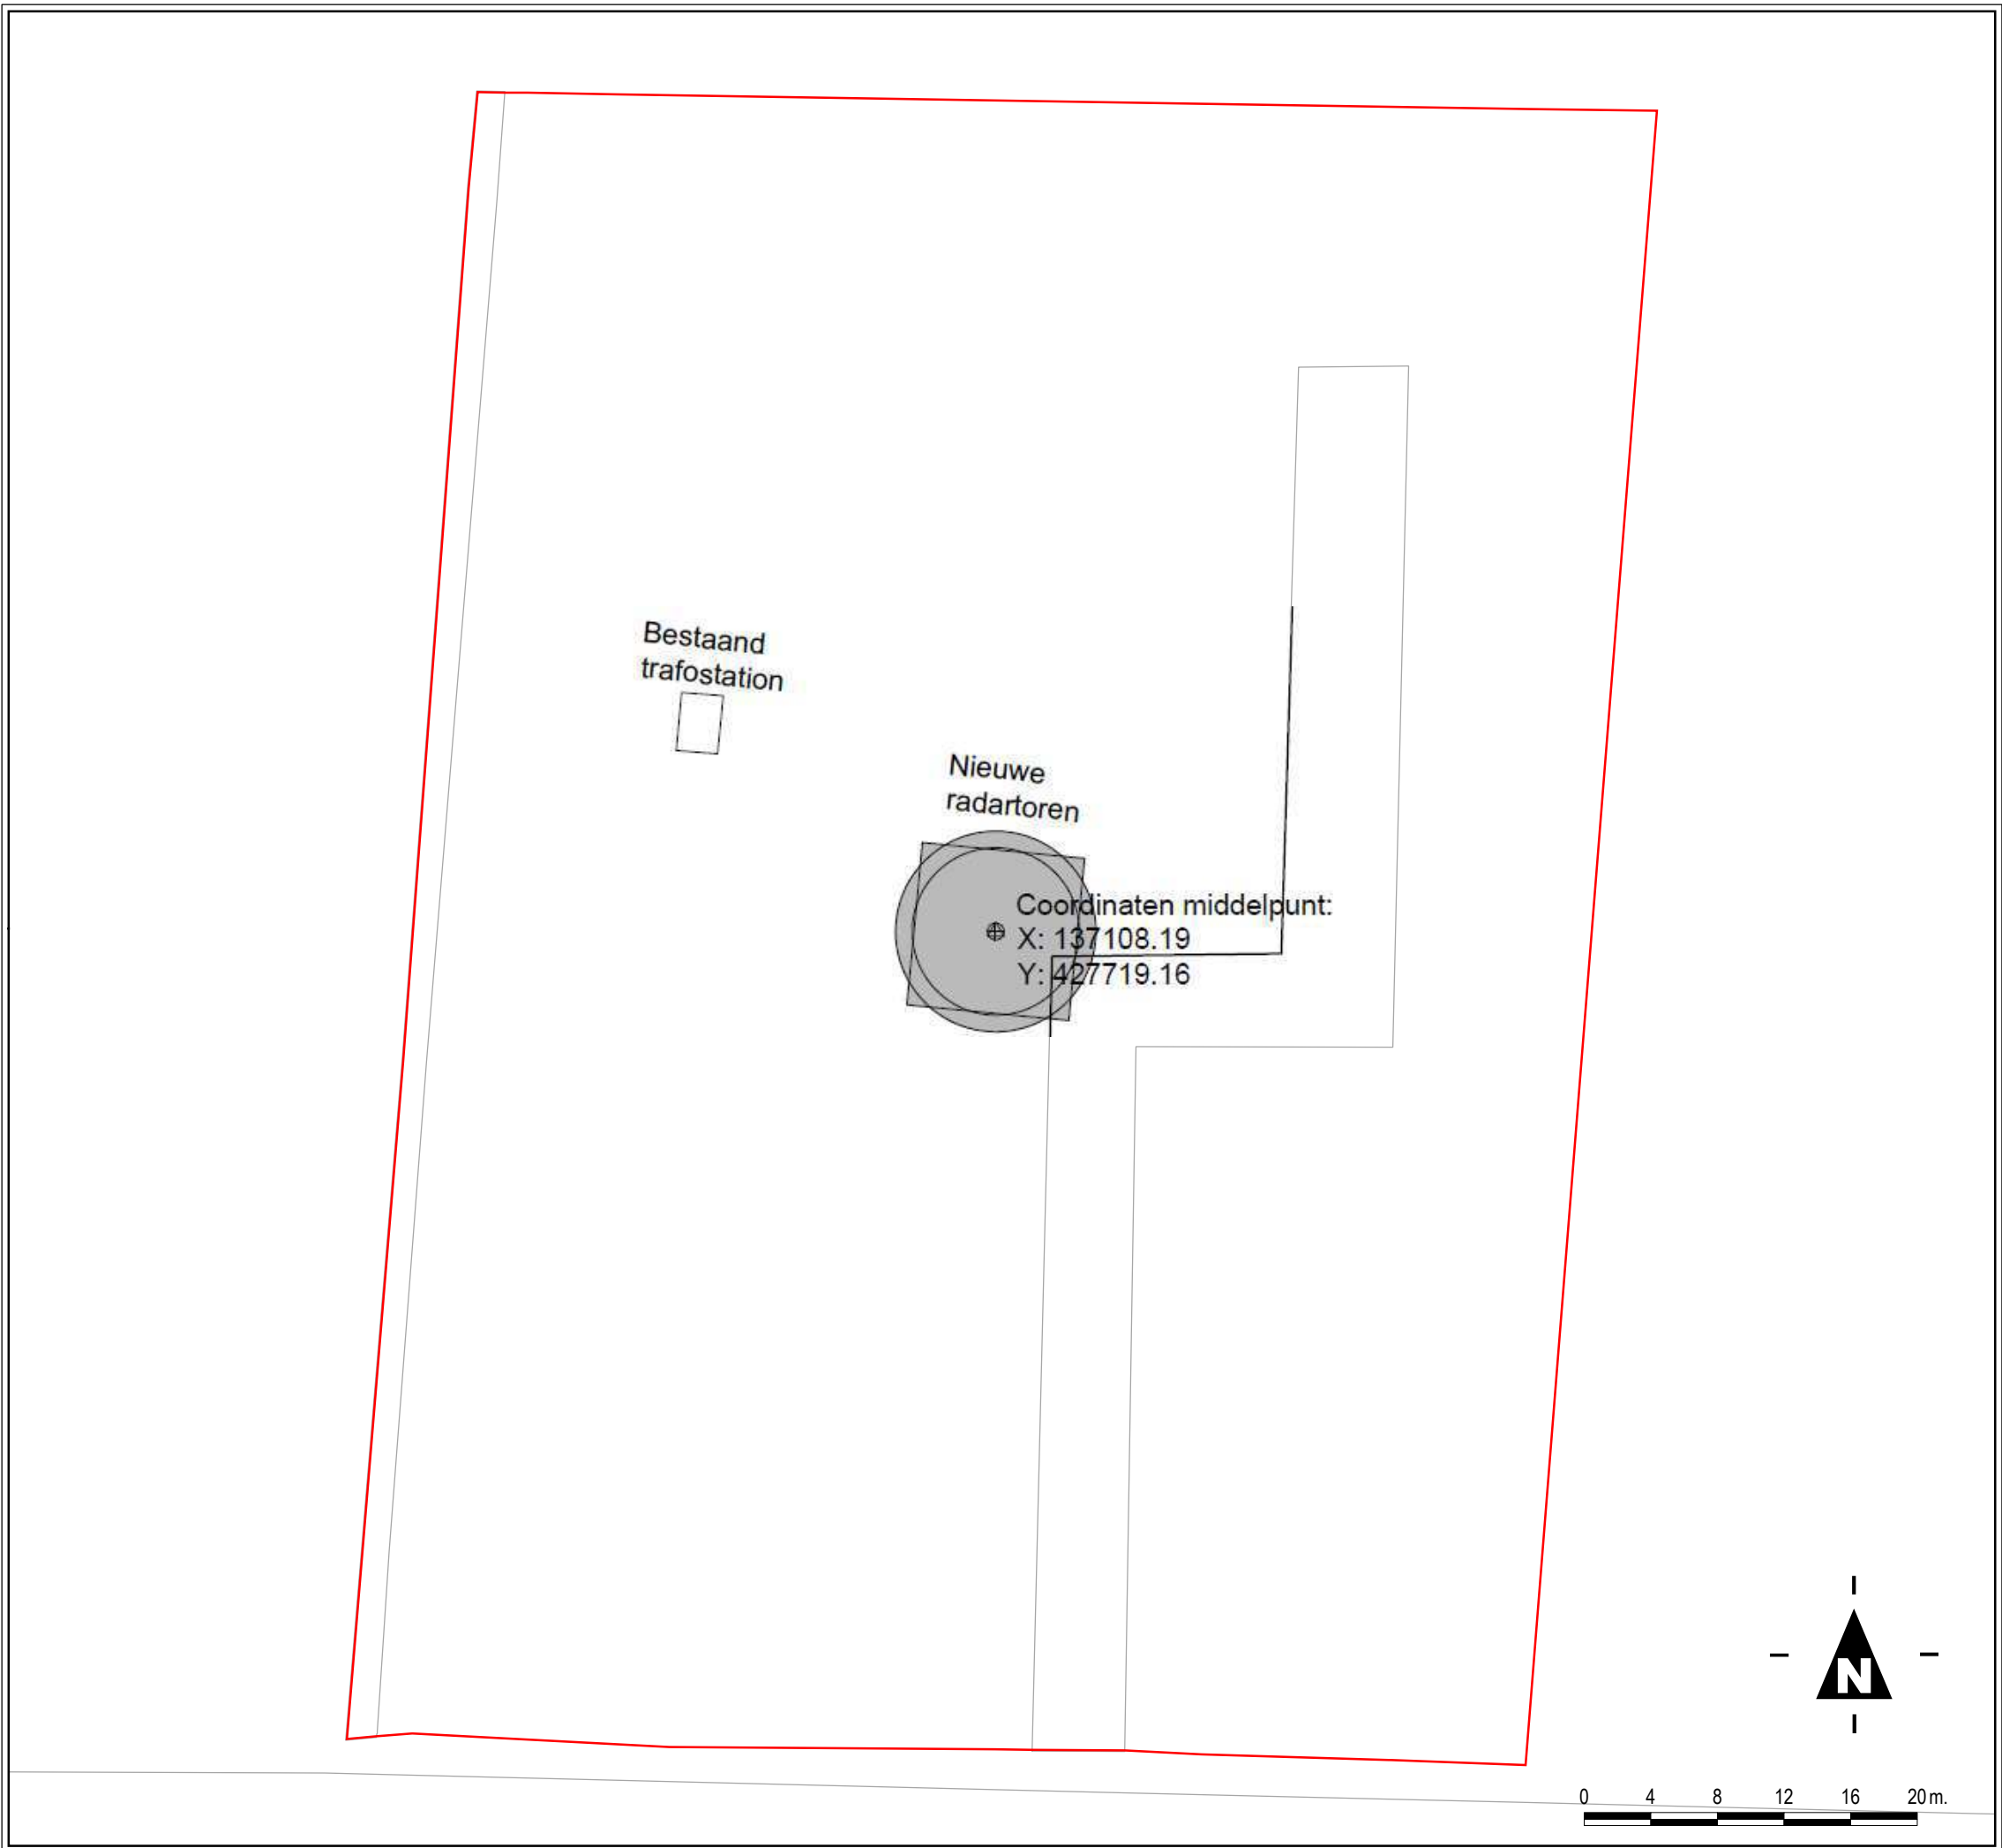 Bestaand
trafostation
Nieuwe
radartoren
Coordinaten middelpunt:
X: 137108.19
Y: 427719.16
N
0 4 8 12 16 20 m.